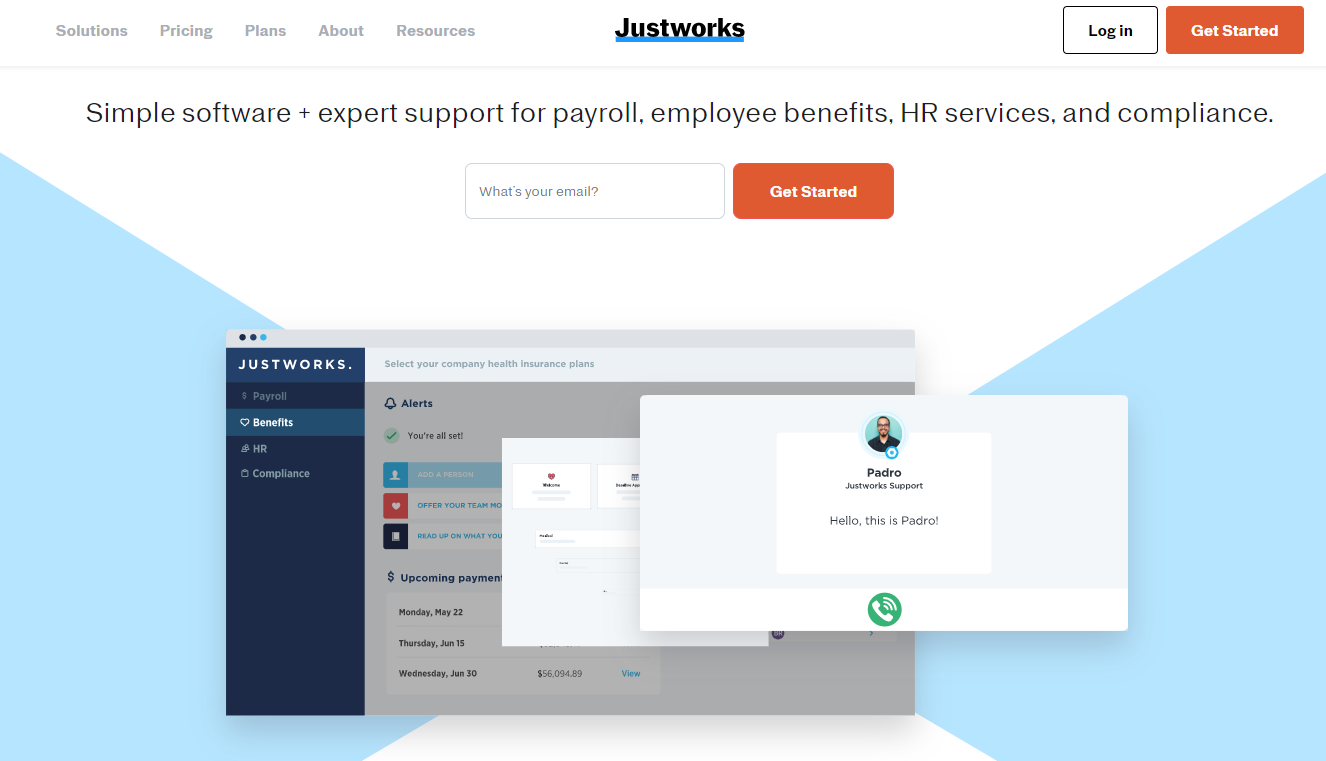 Solutions Pricing Plans About Resources
Justworks
Log in
Get Started
Simple software + expert support for payroll, employee benefits, HR services, and compliance.
What's your email?
Get Started
JUSTWORKS.
Payroll
Benefits
HR
Compliance
Select your company health insurance plans
Alerts
You're all set!
ADD A PERSON
OFFER YOUR TEAM MO
READ UP ON WHAT YOU
$ Upcoming payment
Monday, May 22
Thursday, Jun 15
Wednesday, Jun 30 $56,094.89 View
Welcome
Deadline App
Medical
Padro
Justworks Support
Hello, this is Padro!
BR